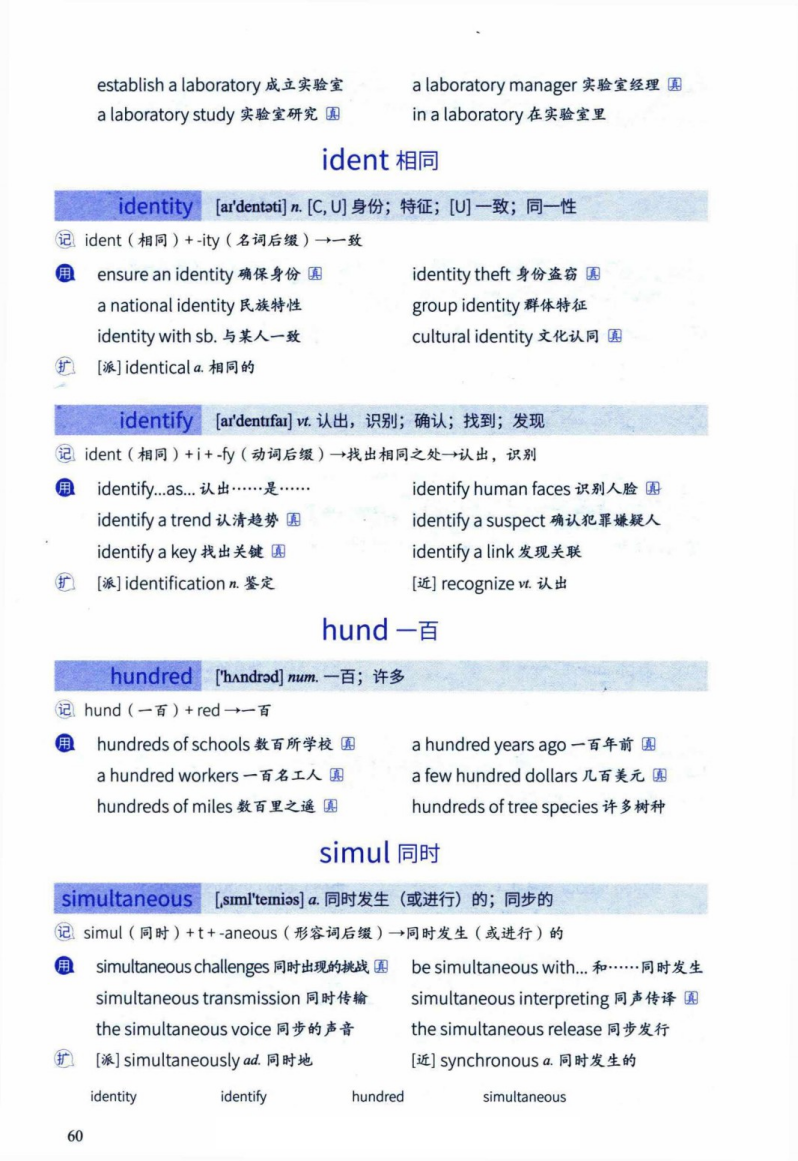 establish a laboratory 成立实验室 a laboratory manager 实验室经理 真
a laboratory study 实验室研究 真 in a laboratory 在实验室里
ident 相同
identity [aɪ'dentəti] n. [C, U] 身份；特征；[U] 一致；同一性
记 ident（相同）+ -ity（名词后缀）→一致
用 ensure an identity 确保身份 真 identity theft 身份盗窃 真
a national identity 民族特性 group identity 群体特征
identity with sb. 与某人一致 cultural identity 文化认同 真
扩 [派] identical a. 相同的
identify [aɪ'dentɪfaɪ] vt. 认出，识别；确认；找到；发现
记 ident（相同）+ i + -fy（动词后缀）→找出相同之处→认出，识别
用 identify...as... 认出……是…… identify human faces 识别人脸 真
identify a trend 认清趋势 真 identify a suspect 确认犯罪嫌疑人
identify a key 找出关键 真 identify a link 发现关联
扩 [派] identification n. 鉴定 [近] recognize vt. 认出
hund 一百
hundred ['hʌndrəd] num. 一百；许多
记 hund（一百）+ red →一百
用 hundreds of schools 数百所学校 真 a hundred years ago 一百年前 真
a hundred workers 一百名工人 真 a few hundred dollars 几百美元 真
hundreds of miles 数百里之遥 真 hundreds of tree species 许多树种
simul 同时
simultaneous [ˌsɪml'teɪniəs] a. 同时发生（或进行）的；同步的
记 simul（同时）+ t + -aneous（形容词后缀）→同时发生（或进行）的
用 simultaneous challenges 同时出现的挑战 真 be simultaneous with... 和……同时发生
simultaneous transmission 同时传输 simultaneous interpreting 同声传译 真
the simultaneous voice 同步的声音 the simultaneous release 同步发行
扩 [派] simultaneously ad. 同时地 [近] synchronous a. 同时发生的
identity identify hundred simultaneous
60